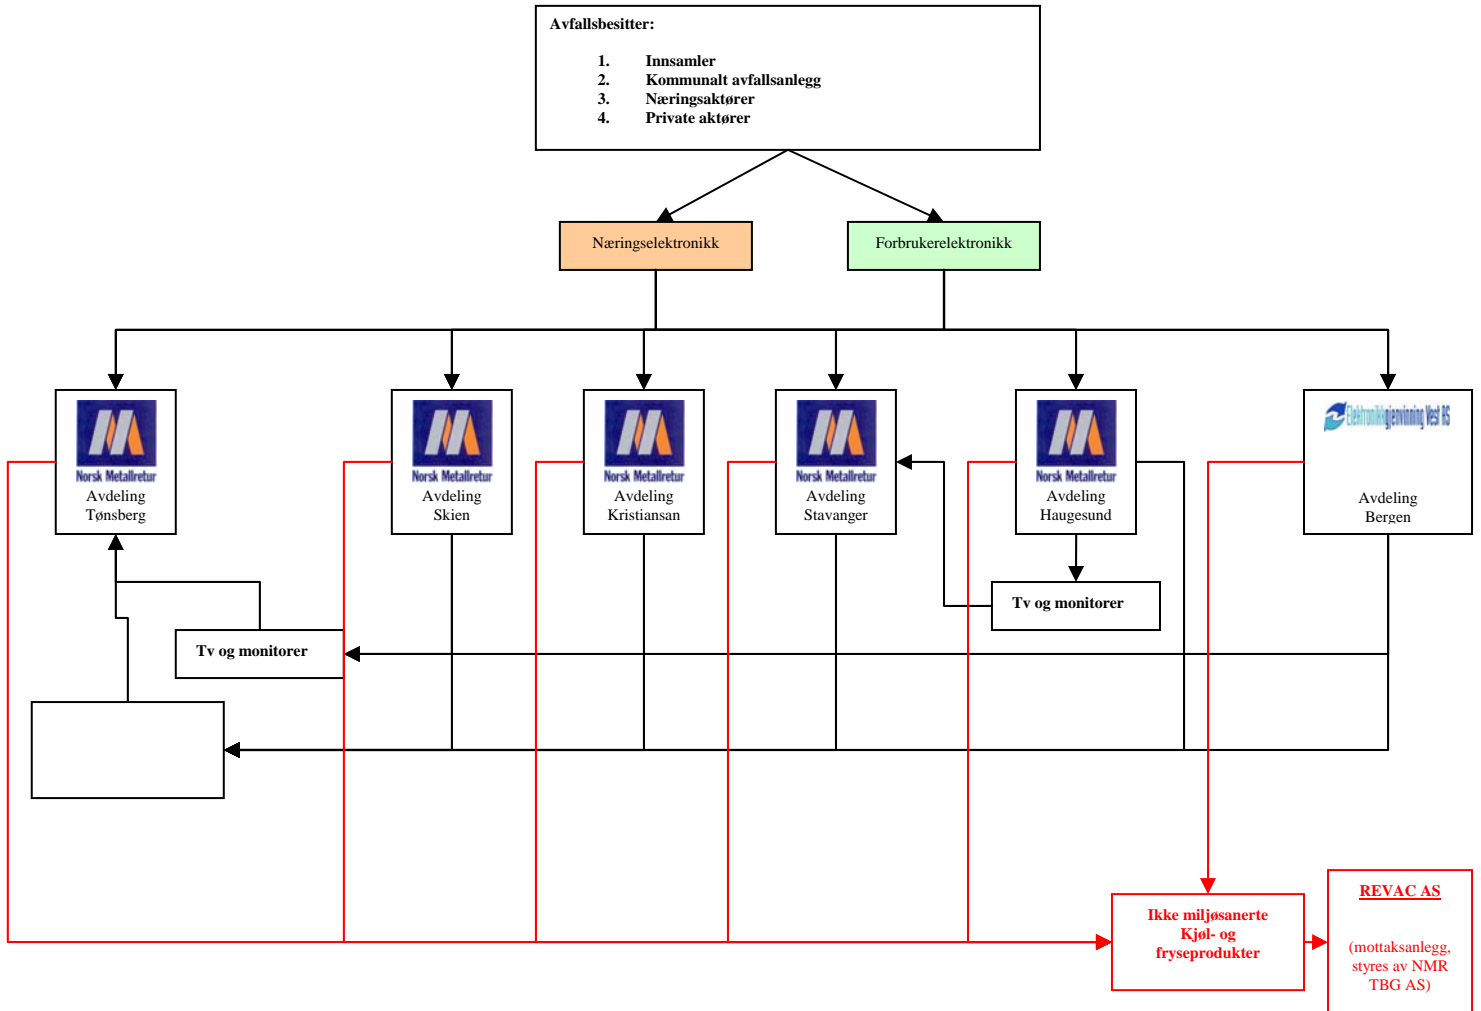 Avfallsbesitter:
1. Innsamler
2. Kommunalt avfallsanlegg
3. Næringsaktører
4. Private aktører
Næringselektronikk
Forbrukerelektronikk
Norsk Metallretur
Avdeling
Tønsberg
Norsk Metallretur
Avdeling
Skien
Norsk Metallretur
Avdeling
Kristiansan
Norsk Metallretur
Avdeling
Stavanger
Norsk Metallretur
Avdeling
Haugesund
Elektronikkgjenvinning Vest AS
Avdeling
Bergen
Tv og monitorer
Tv og monitorer
Ikke miljøsanerte
Kjøl- og
fryseprodukter
REVAC AS
(mottaksanlegg,
styres av NMR
TBG AS)